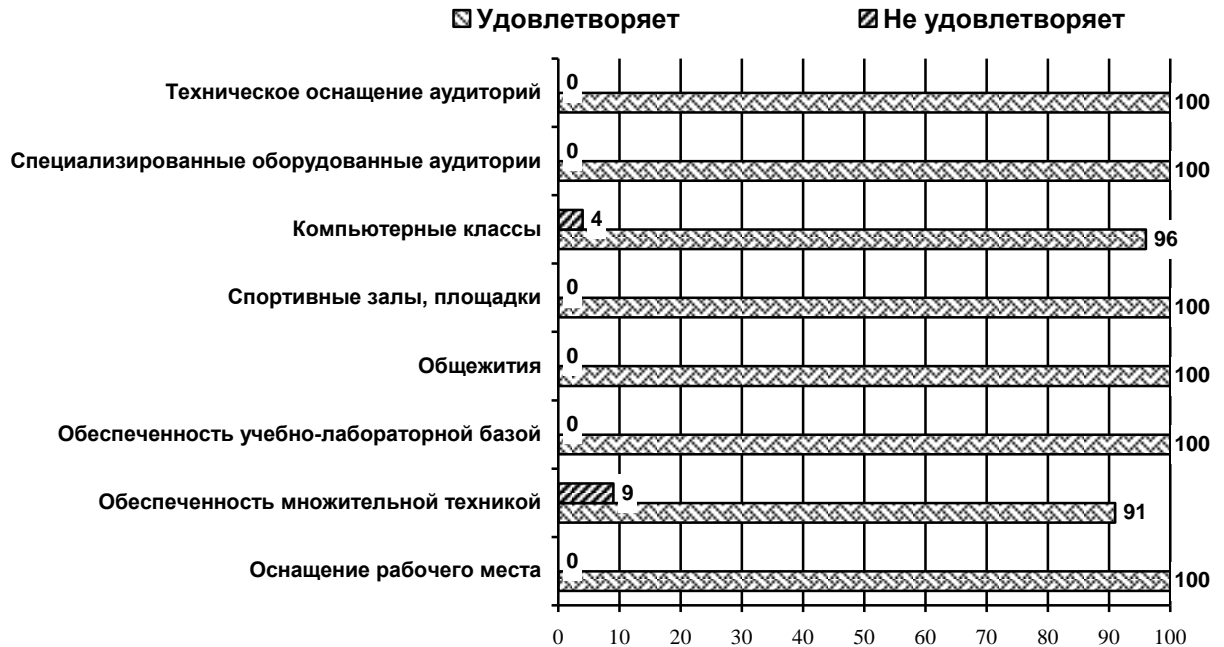 Удовлетворяет Не удовлетворяет
Техническое оснащение аудиторий 0
100
Специализированные оборудованные аудитории 0
100
Компьютерные классы 4
96
Спортивные залы, площадки 0
100
Общежития 0
100
Обеспеченность учебно-лабораторной базой 0
100
Обеспеченность множительной техникой 9
91
Оснащение рабочего места 0
100
0 10 20 30 40 50 60 70 80 90 100